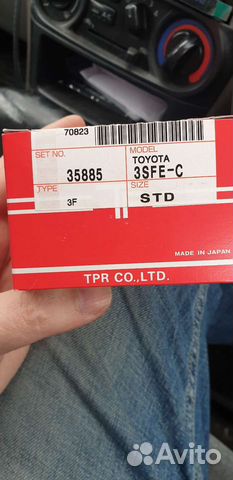 70823
SET NO. MODEL
TOYOTA
35885 3SFE-C
TYPE SIZE
3F STD
MADE IN JAPAN
TPR CO.,LTD.
Avito